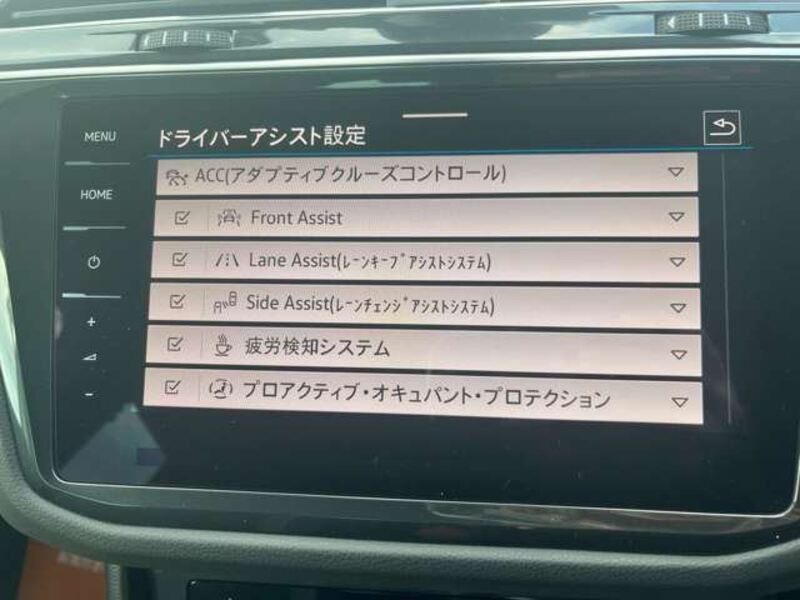 MENU
HOME
+
-
ドライバーアシスト設定
ACC(アダプティブクルーズコントロール)
Front Assist
Lane Assist(ﾚｰﾝｷｰﾌﾟｱｼｽﾄｼｽﾃﾑ)
Side Assist(ﾚｰﾝﾁｪﾝｼﾞｱｼｽﾄｼｽﾃﾑ)
疲労検知システム
プロアクティブ・オキュパント・プロテクション